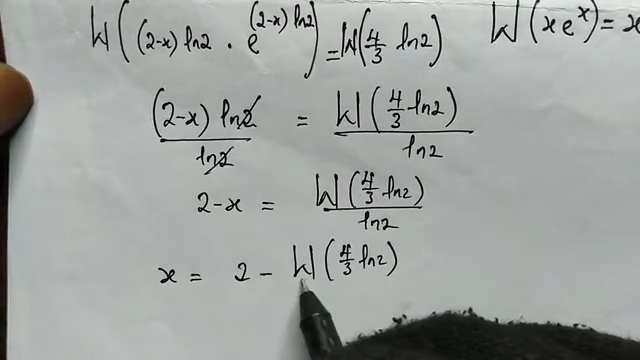 W((2-x) ln2 · e^((2-x) ln2)) = W(4/3 ln2) W(xe^x) = x
(2-x) ln2 / ln2 = W(4/3 ln2) / ln2
2-x = W(4/3 ln2) / ln2
x = 2 - W(4/3 ln2)